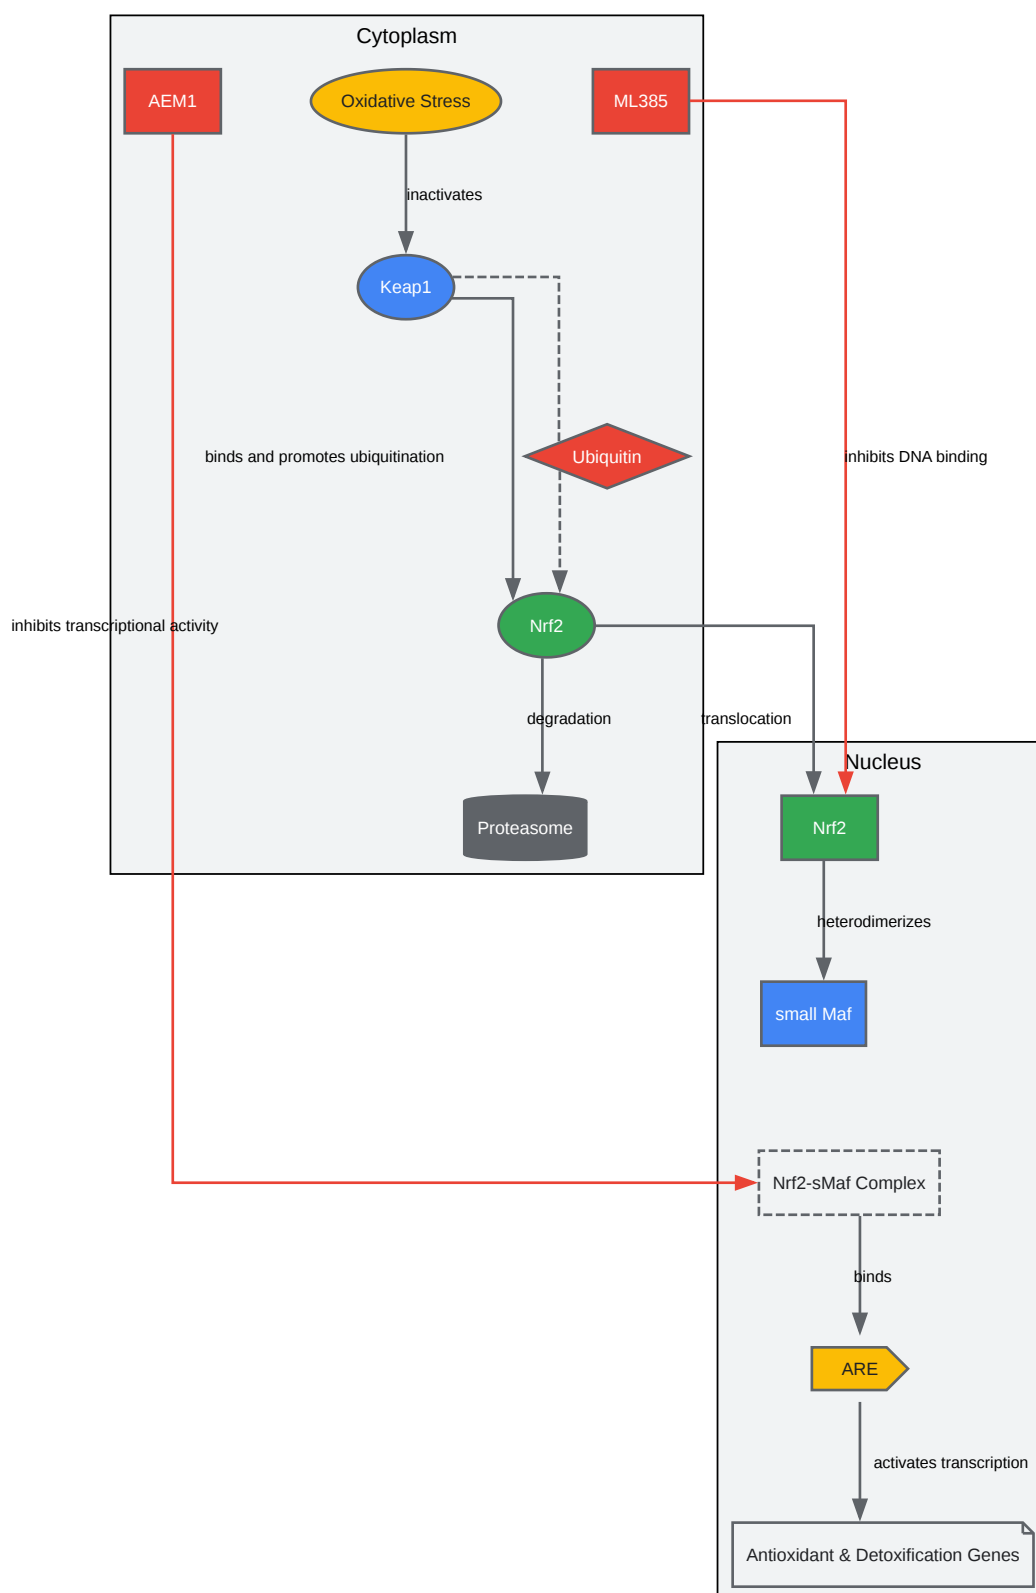 Cytoplasm
AEM1
Oxidative Stress
ML385
inactivates
Keap1
binds and promotes ubiquitination
Ubiquitin
inhibits DNA binding
inhibits transcriptional activity
Nrf2
degradation
translocation
Nucleus
Proteasome
Nrf2
heterodimerizes
small Maf
Nrf2-sMaf Complex
binds
ARE
activates transcription
Antioxidant & Detoxification Genes